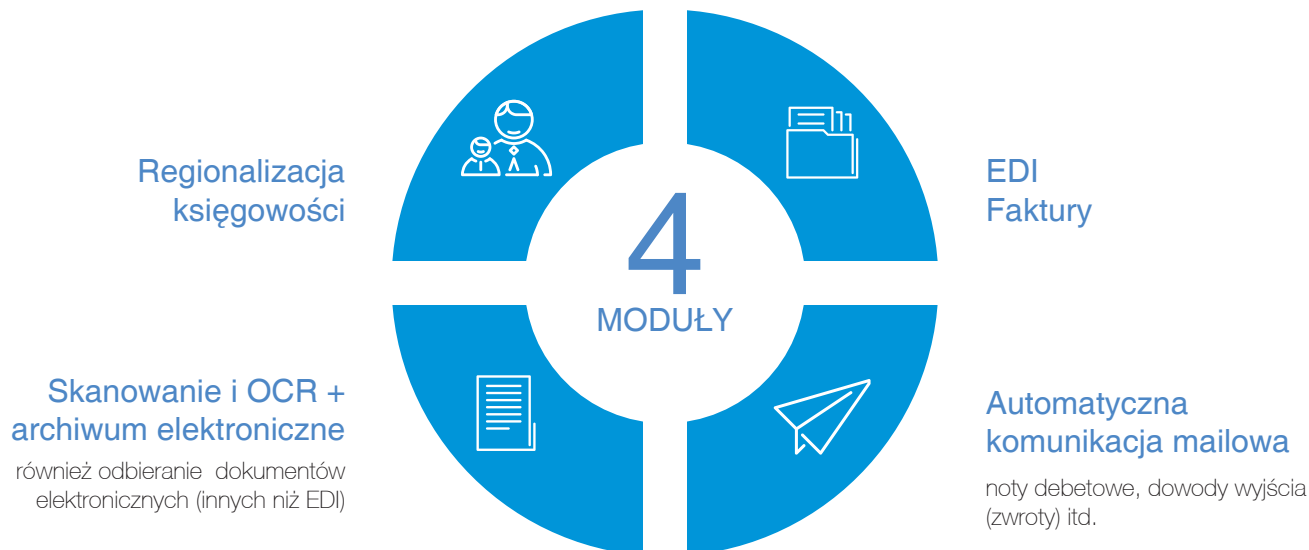 Regionalizacja
księgowości
EDI
Faktury
4
MODUŁY
Skanowanie i OCR +
archiwum elektroniczne
również odbieranie dokumentów
elektronicznych (innych niż EDI)
Automatyczna
komunikacja mailowa
noty debetowe, dowody wyjścia
(zwroty) itd.